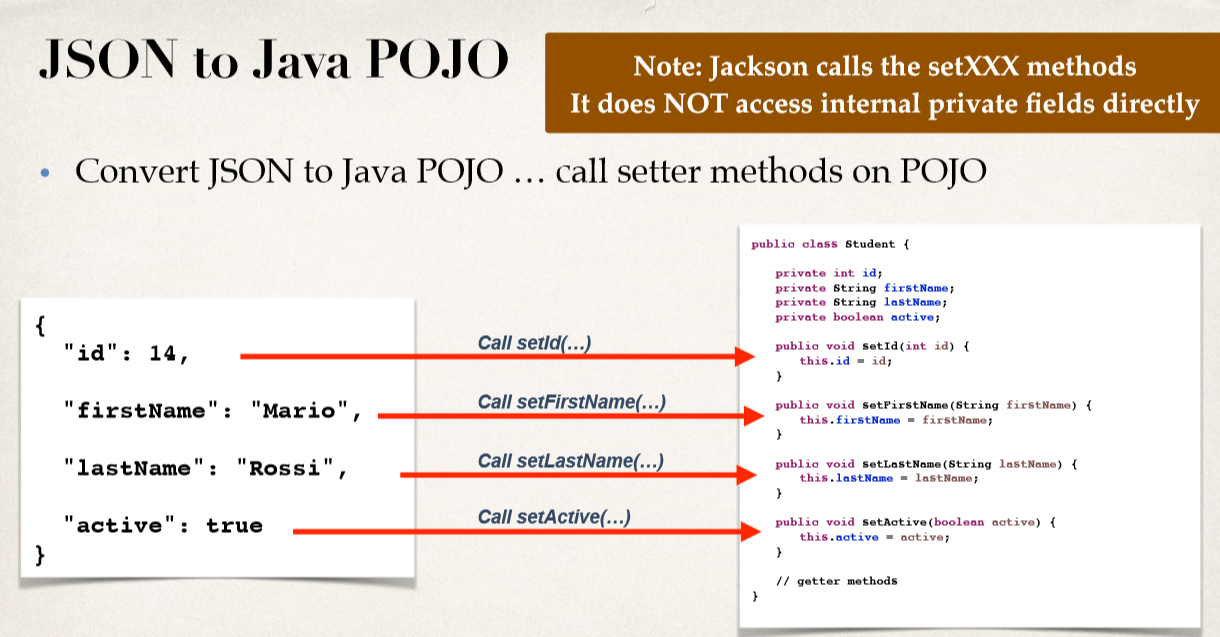 JSON to Java POJO
Note: Jackson calls the setXXX methods
It does NOT access internal private fields directly
• Convert JSON to Java POJO … call setter methods on POJO
{
"id": 14,
"firstName": "Mario",
"lastName": "Rossi",
"active": true
}
Call setId(…)
Call setFirstName(…)
Call setLastName(…)
Call setActive(…)
public class Student {
private int id;
private String firstName;
private String lastName;
private boolean active;
public void setId(int id) {
this.id = id;
}
public void setFirstName(String firstName) {
this.firstName = firstName;
}
public void setLastName(String lastName) {
this.lastName = lastName;
}
public void setActive(boolean active) {
this.active = active;
}
// getter methods
}